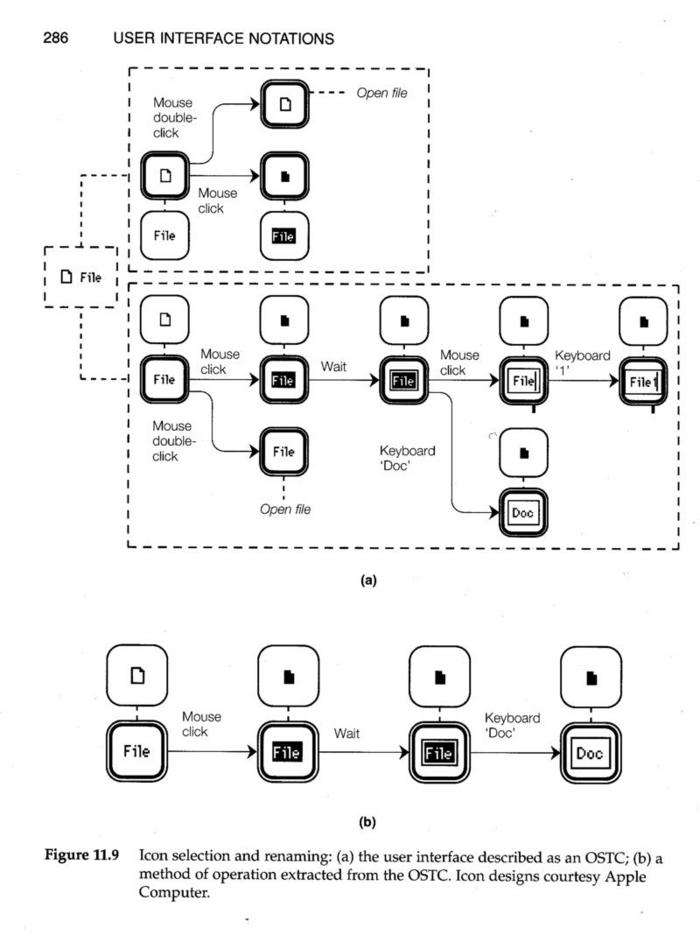 286 USER INTERFACE NOTATIONS
Mouse
double-
click
Open file
Mouse
click
File
File
File
Mouse
click
Wait
Mouse
click
Keyboard
'1'
File
File
File
File
File1
Mouse
double-
click
File
Keyboard
'Doc'
Open file
Doc
(a)
Mouse
click
Wait
Keyboard
'Doc'
File
File
File
Doc
(b)
Figure 11.9 Icon selection and renaming: (a) the user interface described as an OSTC; (b) a
method of operation extracted from the OSTC. Icon designs courtesy Apple
Computer.